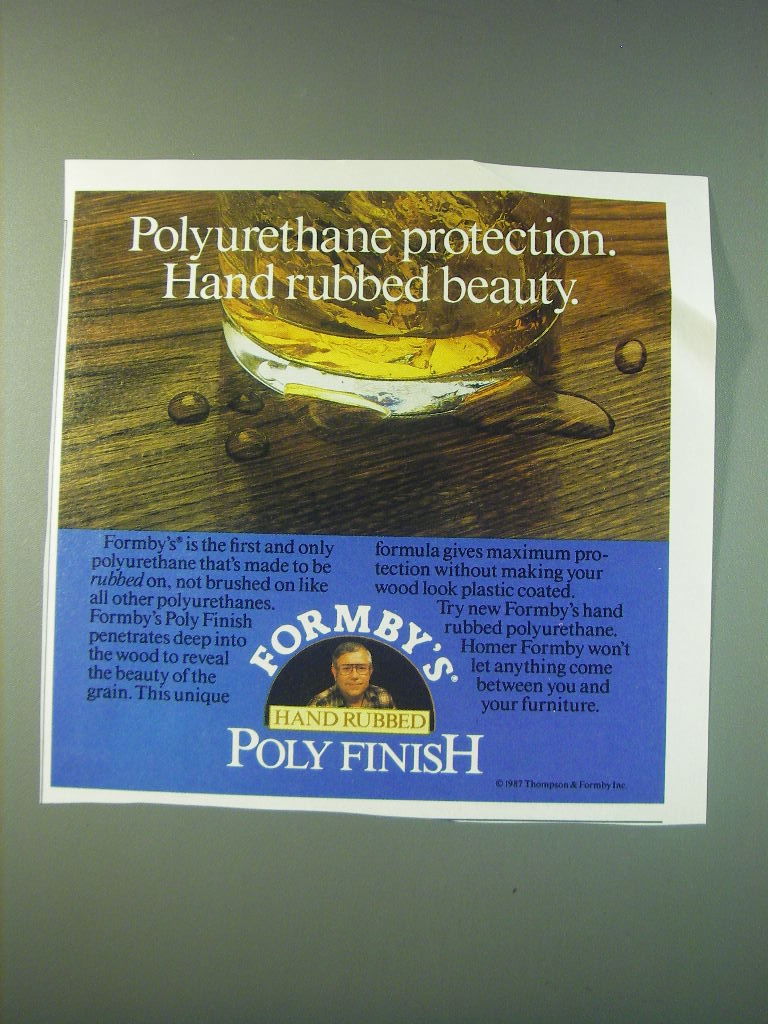 Polyurethane protection.
Hand rubbed beauty.
Formby's® is the first and only
polyurethane that's made to be
rubbed on, not brushed on like
all other polyurethanes.
Formby's Poly Finish
penetrates deep into
the wood to reveal
the beauty of the
grain. This unique
formula gives maximum pro-
tection without making your
wood look plastic coated.
Try new Formby's hand
rubbed polyurethane.
Homer Formby won't
let anything come
between you and
your furniture.
FORMBY'S®
HAND RUBBED
POLY FINISH
© 1987 Thompson & Formby Inc.